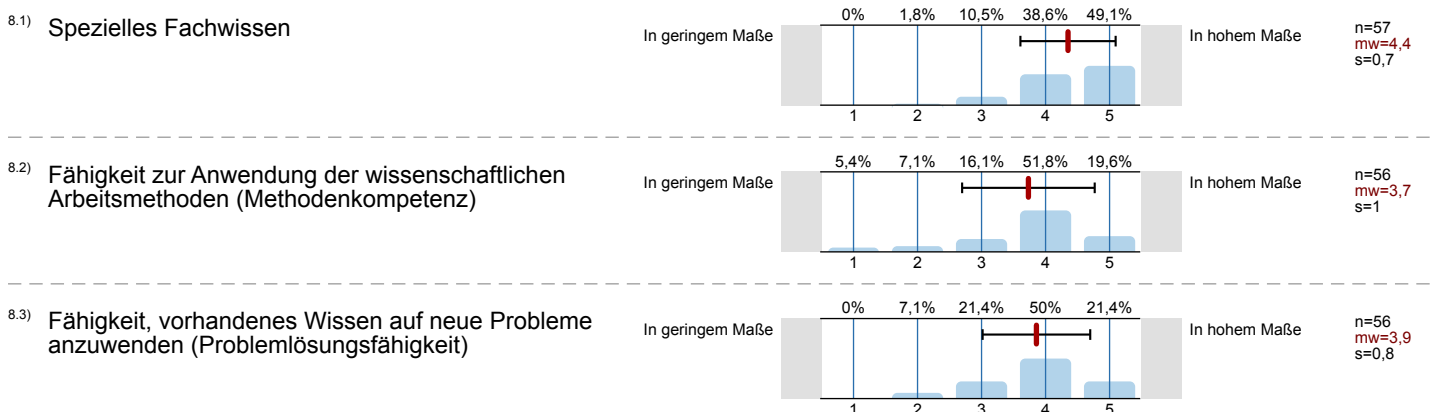 8.1) Spezielles Fachwissen
0% 1,8% 10,5% 38,6% 49,1%
In geringem Maße
In hohem Maße
n=57
mw=4,4
s=0,7
1 2 3 4 5
8.2) Fähigkeit zur Anwendung der wissenschaftlichen
Arbeitsmethoden (Methodenkompetenz)
5,4% 7,1% 16,1% 51,8% 19,6%
In geringem Maße
In hohem Maße
n=56
mw=3,7
s=1
1 2 3 4 5
8.3) Fähigkeit, vorhandenes Wissen auf neue Probleme
anzuwenden (Problemlösungsfähigkeit)
0% 7,1% 21,4% 50% 21,4%
In geringem Maße
In hohem Maße
n=56
mw=3,9
s=0,8
1 2 3 4 5